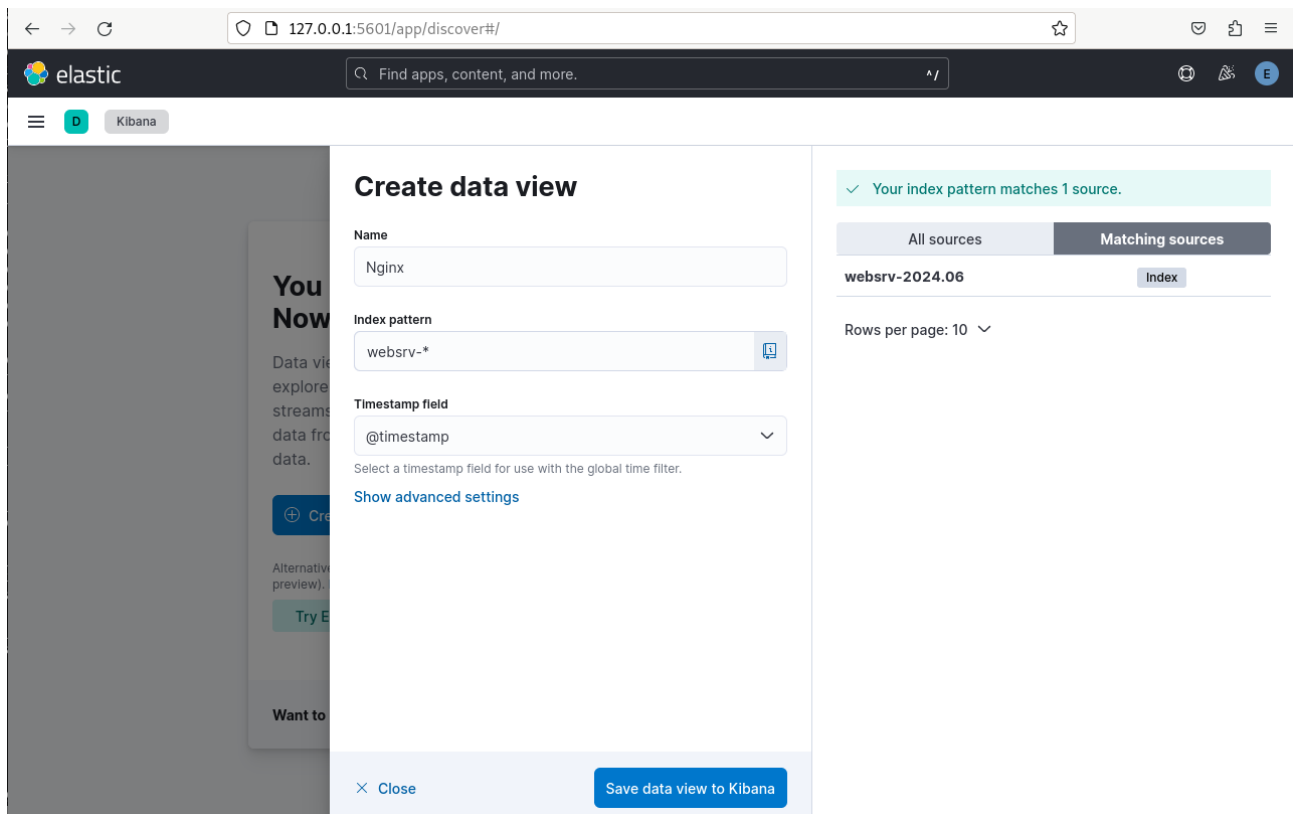 127.0.0.1:5601/app/discover#/
elastic
Find apps, content, and more.
^/
E
D
Kibana
You
Now
Data vie
explore
streams
data fro
data.
Cre
Alternativ
preview).
Try E
Want to
Create data view
Name
Nginx
Index pattern
websrv-*
Timestamp field
@timestamp
Select a timestamp field for use with the global time filter.
Show advanced settings
Close
Save data view to Kibana
Your index pattern matches 1 source.
All sources
Matching sources
websrv-2024.06
Index
Rows per page: 10